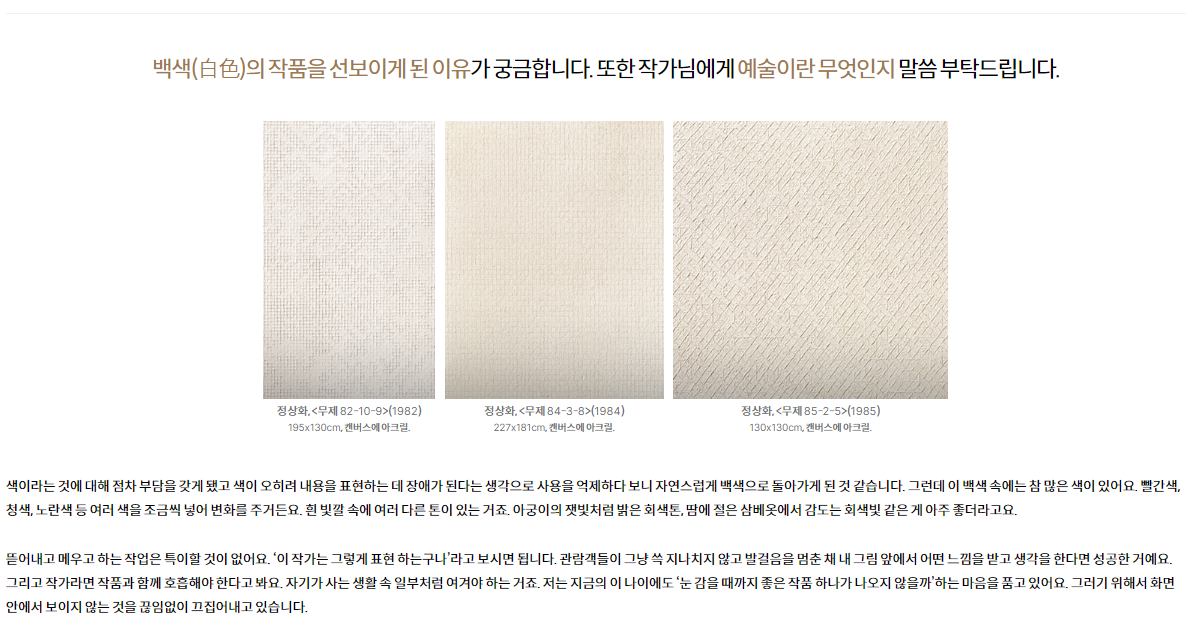 백색(白色)의 작품을 선보이게 된 이유가 궁금합니다. 또한 작가님에게 예술이란 무엇인지 말씀 부탁드립니다.
정상화, <무제 82-10-9>(1982)
195x130cm, 캔버스에 아크릴.
정상화, <무제 84-3-8>(1984)
227x181cm, 캔버스에 아크릴.
정상화, <무제 85-2-5>(1985)
130x130cm, 캔버스에 아크릴.
색이라는 것에 대해 점차 부담을 갖게 됐고 색이 오히려 내용을 표현하는 데 장애가 된다는 생각으로 사용을 억제하다 보니 자연스럽게 백색으로 돌아가게 된 것 같습니다. 그런데 이 백색 속에는 참 많은 색이 있어요. 빨간색,
청색, 노란색 등 여러 색을 조금씩 넣어 변화를 주거든요. 흰 빛깔 속에 여러 다른 톤이 있는 거죠. 아궁이의 잿빛처럼 밝은 회색톤, 땀에 절은 삼베옷에서 감도는 회색빛 같은 게 아주 좋더라고요.
뜯어내고 메우고 하는 작업은 특이할 것이 없어요. ‘이 작가는 그렇게 표현 하는구나’라고 보시면 됩니다. 관람객들이 그냥 쓱 지나치지 않고 발걸음을 멈춘 채 내 그림 앞에서 어떤 느낌을 받고 생각을 한다면 성공한 거예요.
그리고 작가라면 작품과 함께 호흡해야 한다고 봐요. 자기가 사는 생활 속 일부처럼 여겨야 하는 거죠. 저는 지금의 이 나이에도 ‘눈 감을 때까지 좋은 작품 하나가 나오지 않을까’하는 마음을 품고 있어요. 그러기 위해서 화면
안에서 보이지 않는 것을 끊임없이 끄집어내고 있습니다.